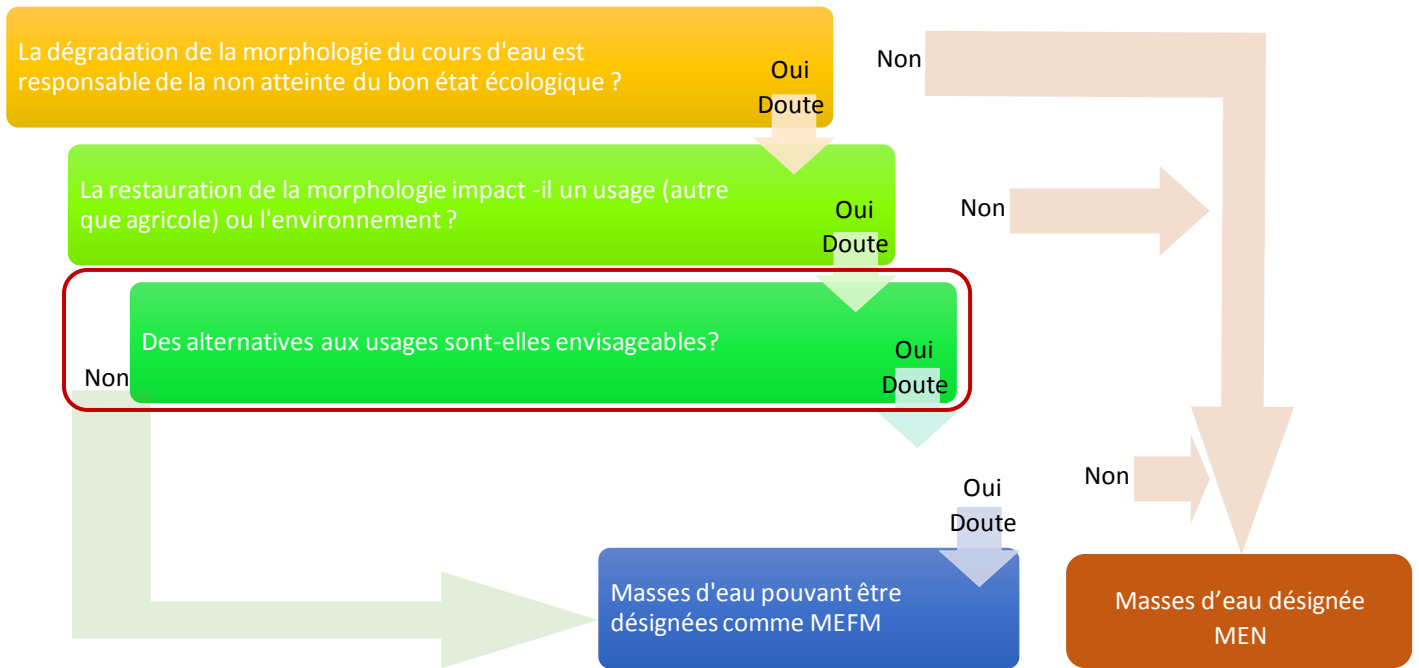 La dégradation de la morphologie du cours d'eau est
responsable de la non atteinte du bon état écologique ?
Oui
Doute
Non
La restauration de la morphologie impact -il un usage (autre
que agricole) ou l'environnement ?
Oui
Doute
Non
Des alternatives aux usages sont-elles envisageables?
Oui
Doute
Non
Oui
Doute
Non
Masses d'eau pouvant être
désignées comme MEFM
Masses d’eau désignée
MEN